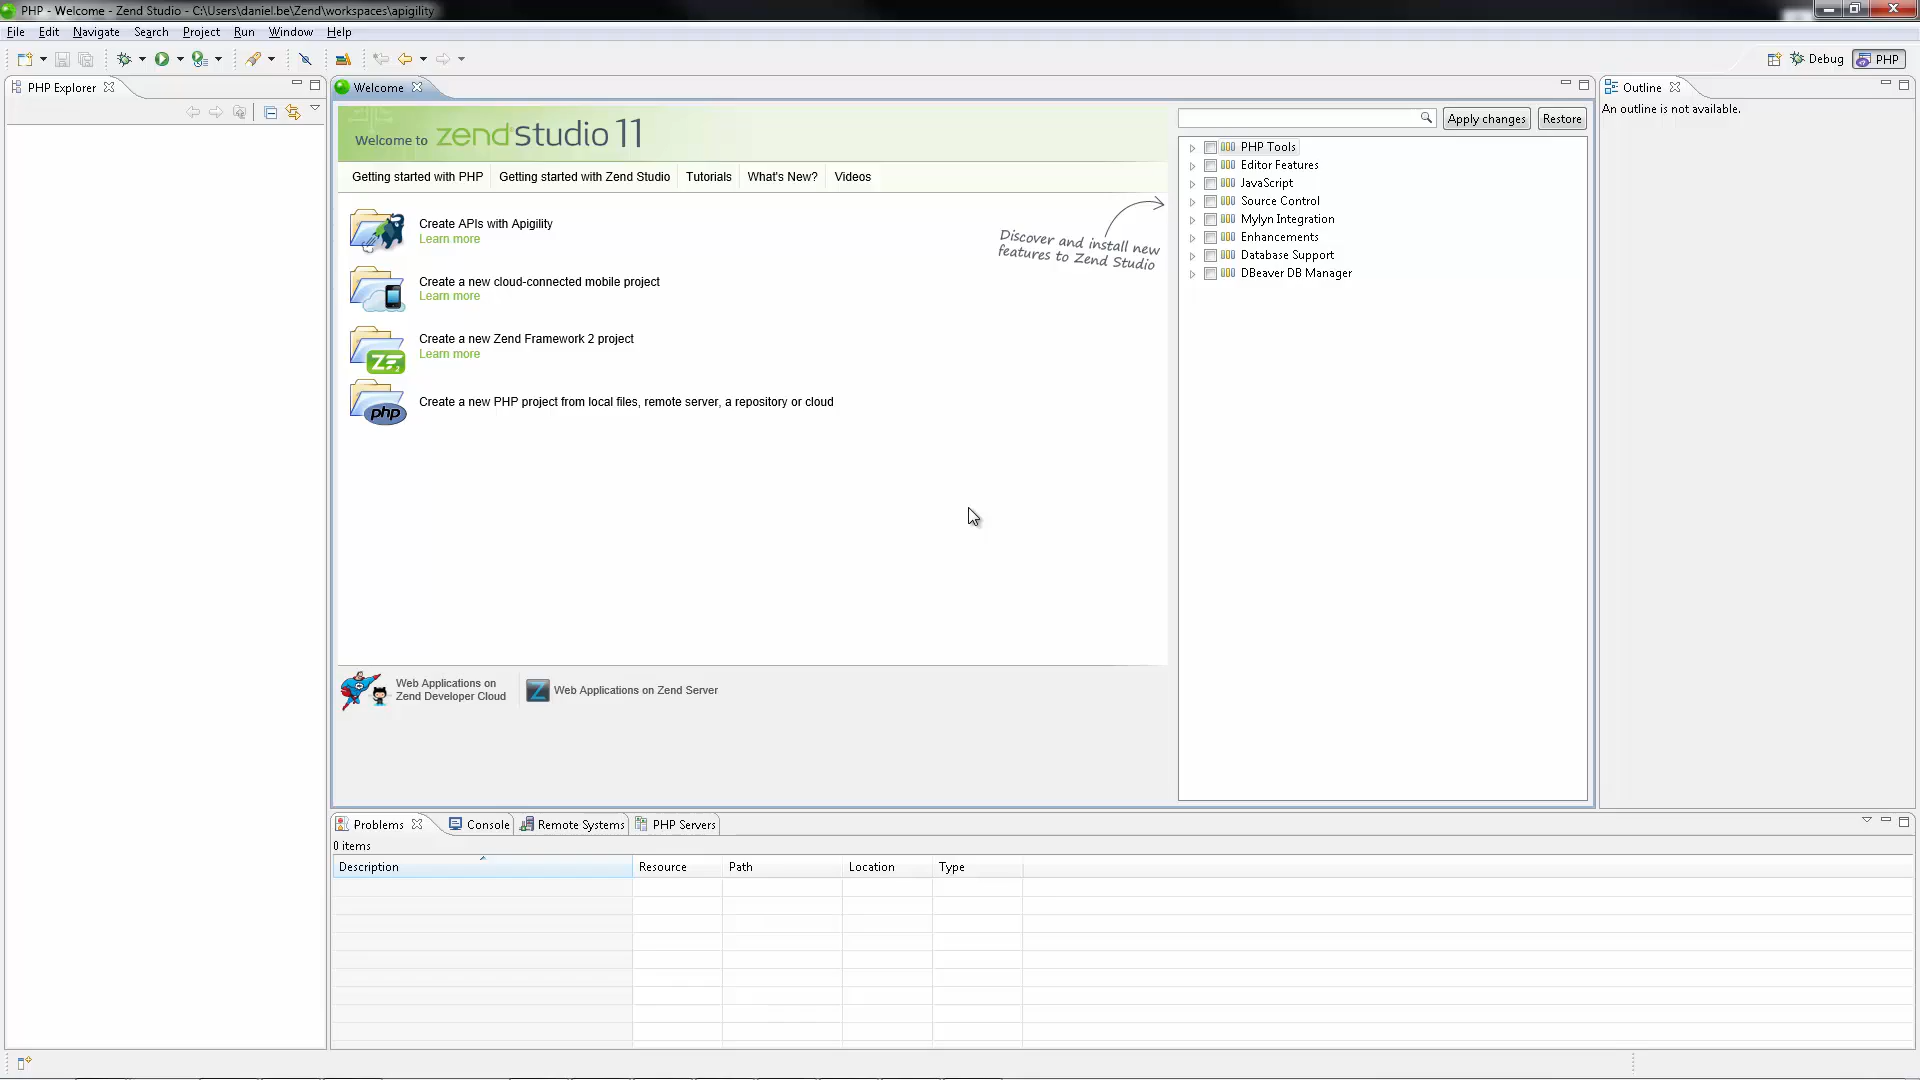 PHP - Welcome - Zend Studio - C:\Users\daniel.be\Zend\workspaces\apigility
File Edit Navigate Search Project Run Window Help
Debug PHP
PHP Explorer
Welcome
Outline
An outline is not available.
Welcome to zend studio 11
Apply changes Restore
Getting started with PHP Getting started with Zend Studio Tutorials What's New? Videos
Create APIs with Apigility
Learn more
Create a new cloud-connected mobile project
Learn more
Create a new Zend Framework 2 project
Learn more
Create a new PHP project from local files, remote server, a repository or cloud
ZF2
php
Discover and install new
features to Zend Studio
PHP Tools
Editor Features
JavaScript
Source Control
Mylyn Integration
Enhancements
Database Support
DBeaver DB Manager
Web Applications on
Zend Developer Cloud
Z
Web Applications on Zend Server
Problems Console Remote Systems PHP Servers
0 items
Description Resource Path Location Type